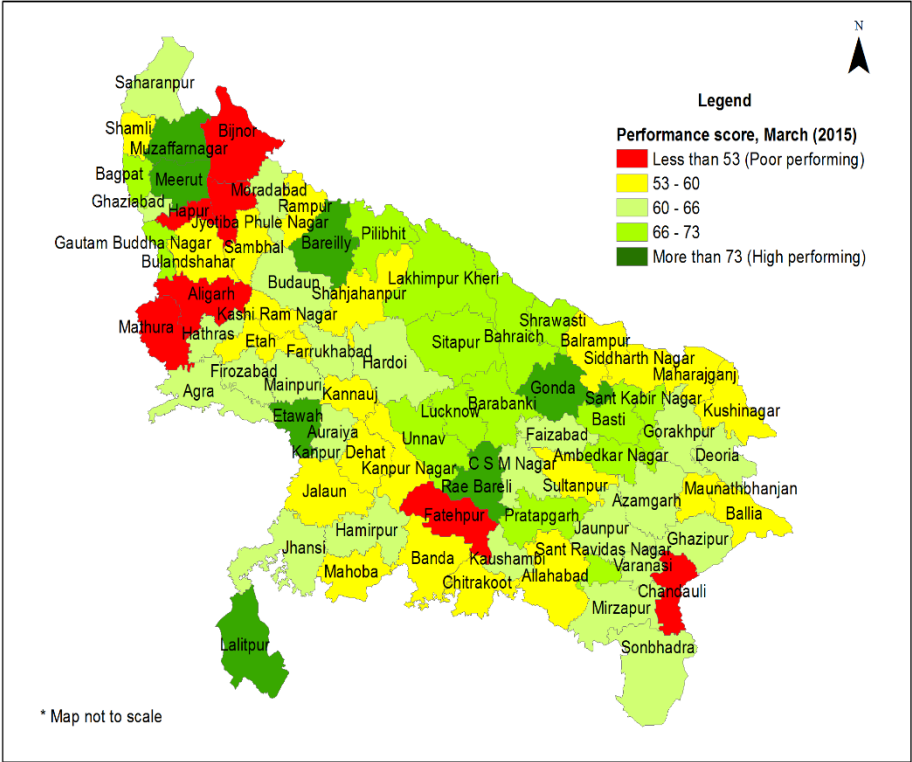 N
Legend
Performance score, March (2015)
Less than 53 (Poor performing)
53 - 60
60 - 66
66 - 73
More than 73 (High performing)
Saharanpur
Shamli
Bijnor
Muzaffarnagar
Bagpat
Meerut
Moradabad
Ghaziabad
Hapur
Rampur
Jyotiba Phule Nagar
Gautam Buddha Nagar
Sambhal
Bareilly
Pilibhit
Bulandshahar
Budaun
Lakhimpur Kheri
Aligarh
Shahjahanpur
Kashi Ram Nagar
Mathura
Hathras
Shrawasti
Etah
Sitapur
Bahraich
Balrampur
Farrukhabad
Hardoi
Siddharth Nagar
Firozabad
Maharajganj
Agra
Mainpuri
Gonda
Kannauj
Sant Kabir Nagar
Barabanki
Etawah
Lucknow
Basti
Kushinagar
Auraiya
Unnav
Faizabad
Gorakhpur
Kanpur Dehat
Ambedkar Nagar
Deoria
Kanpur Nagar
C S M Nagar
Rae Bareli
Sultanpur
Jalaun
Maunathbhanjan
Azamgarh
Ballia
Fatehpur
Pratapgarh
Hamirpur
Jaunpur
Ghazipur
Jhansi
Sant Ravidas Nagar
Banda
Kaushambi
Varanasi
Mahoba
Chitrakoot
Allahabad
Chandauli
Mirzapur
Lalitpur
Sonbhadra
* Map not to scale